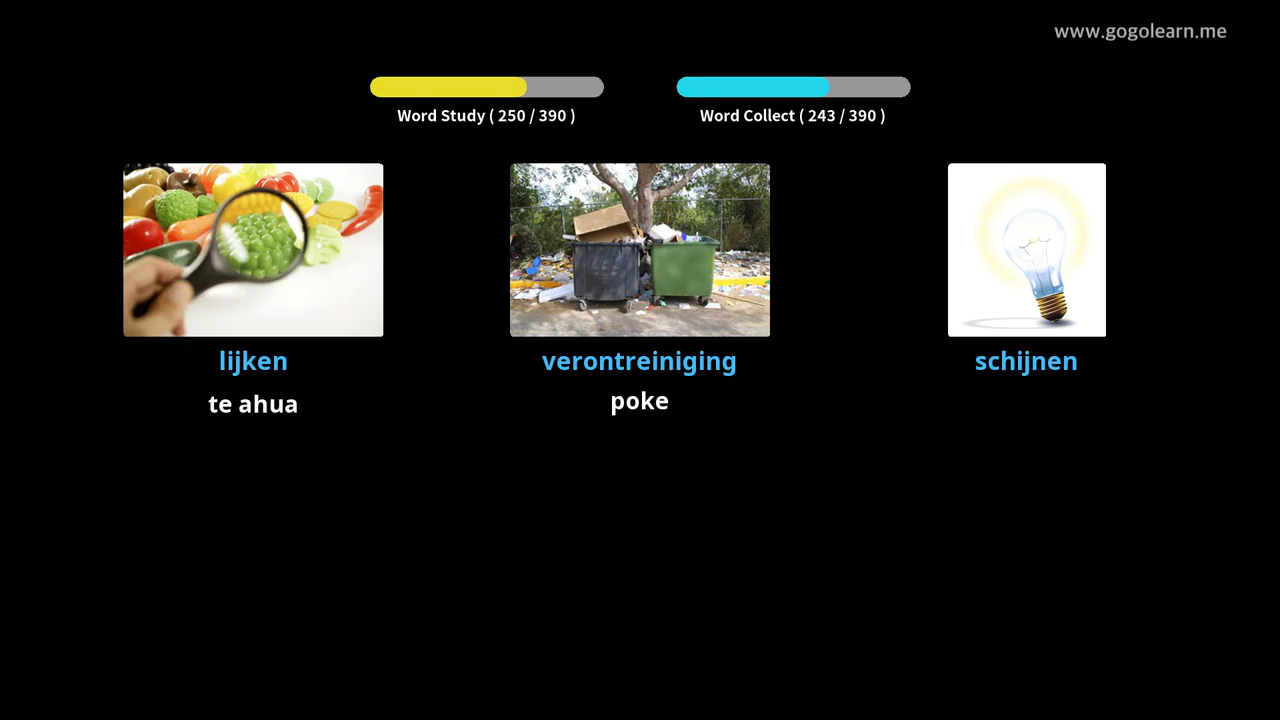 www.gogolearn.me
Word Study ( 250 / 390 )
Word Collect ( 243 / 390 )
lijken
verontreiniging
schijnen
te ahua
poke